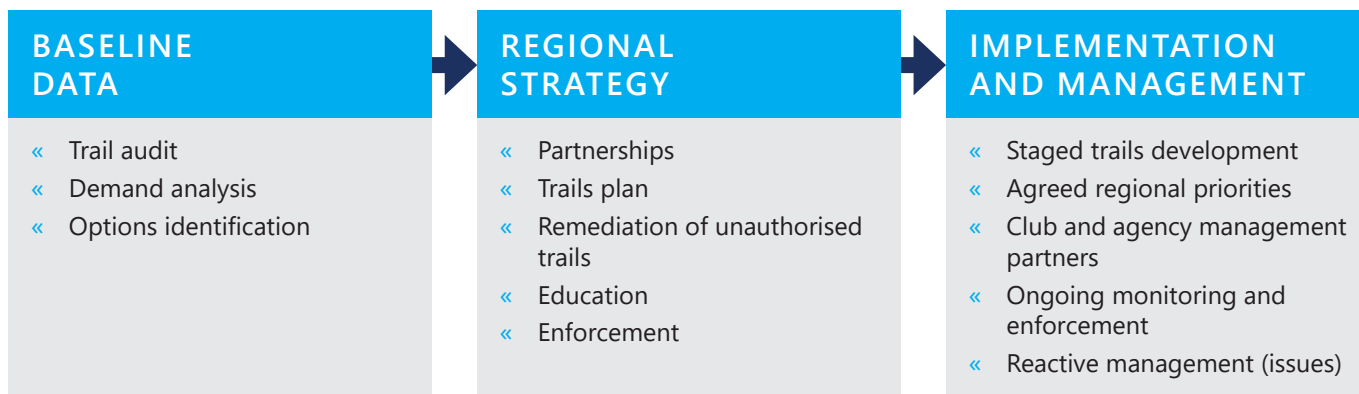 BASELINE
DATA
« Trail audit
« Demand analysis
« Options identification
REGIONAL
STRATEGY
« Partnerships
« Trails plan
« Remediation of unauthorised
trails
« Education
« Enforcement
IMPLEMENTATION
AND MANAGEMENT
« Staged trails development
« Agreed regional priorities
« Club and agency management
partners
« Ongoing monitoring and
enforcement
« Reactive management (issues)